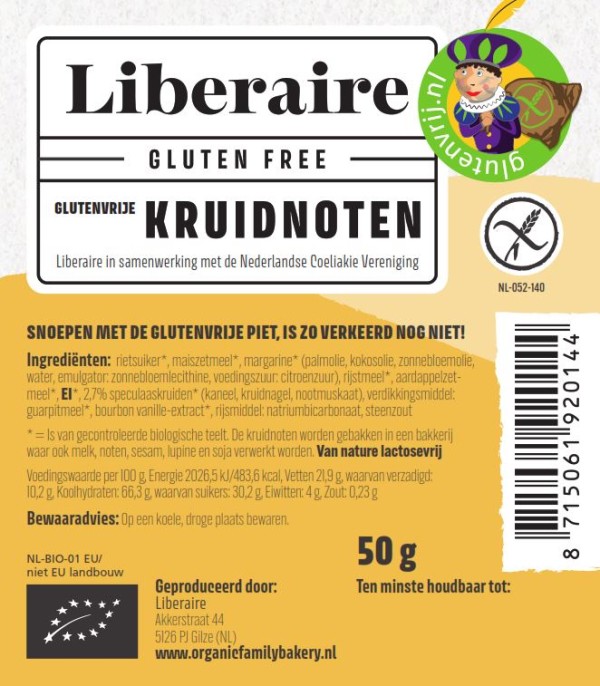 Liberaire
glutenvrij.nl
GLUTEN FREE
GLUTENVRIJE KRUIDNOTEN
Liberaire in samenwerking met de Nederlandse Coeliakie Vereniging
NL-052-140
SNOEPEN MET DE GLUTENVRIJE PIET, IS ZO VERKEERD NOG NIET!
Ingrediënten: rietsuiker*, maiszetmeel*, margarine* (palmolie, kokosolie, zonnebloemolie,
water, emulgator: zonnebloemlecithine, voedingszuur: citroenzuur), rijstmeel*, aardappelzet-
meel*, EI*, 2,7% speculaaskruiden* (kaneel, kruidnagel, nootmuskaat), verdikkingsmiddel:
guarpitmeel*, bourbon vanille-extract*, rijsmiddel: natriumbicarbonaat, steenzout
* = Is van gecontroleerde biologische teelt. De kruidnoten worden gebakken in een bakkerij
waar ook melk, noten, sesam, lupine en soja verwerkt worden. Van nature lactosevrij
Voedingswaarde per 100 g, Energie 2026,5 kJ/483,6 kcal, Vetten 21,9 g, waarvan verzadigd:
10,2 g, Koolhydraten: 66,3 g, waarvan suikers: 30,2 g, Eiwitten: 4 g, Zout: 0,23 g
Bewaaradvies: Op een koele, droge plaats bewaren.
8 715061 920144
NL-BIO-01 EU/
niet EU landbouw
Geproduceerd door:
Liberaire
Akkerstraat 44
5126 PJ Gilze (NL)
www.organicfamilybakery.nl
50 g
Ten minste houdbaar tot: